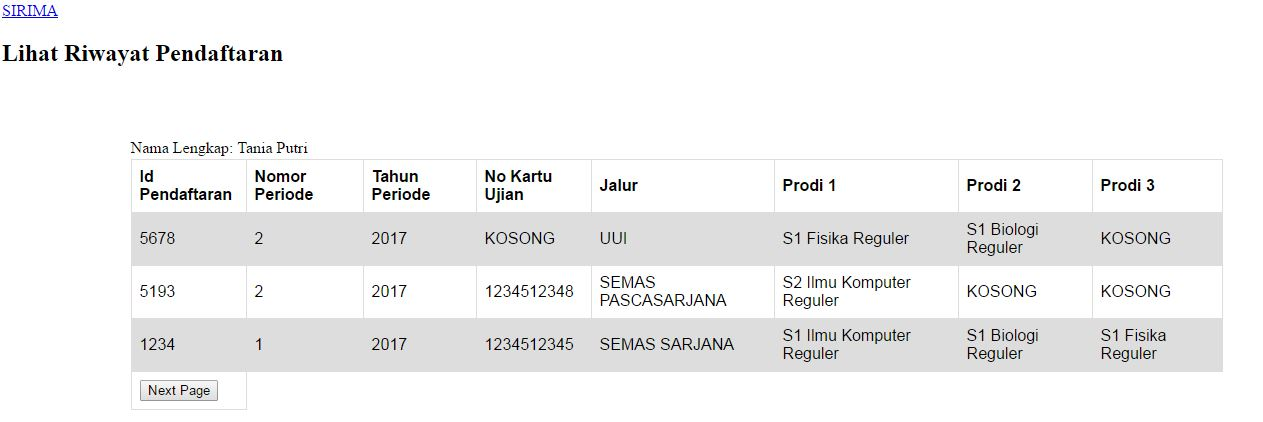 SIRIMA
Lihat Riwayat Pendaftaran
Nama Lengkap: Tania Putri
Id Pendaftaran Nomor Periode Tahun Periode No Kartu Ujian Jalur Prodi 1 Prodi 2 Prodi 3
5678 2 2017 KOSONG UUI S1 Fisika Reguler S1 Biologi Reguler KOSONG
5193 2 2017 1234512348 SEMAS PASCASARJANA S2 Ilmu Komputer Reguler KOSONG KOSONG
1234 1 2017 1234512345 SEMAS SARJANA S1 Ilmu Komputer Reguler S1 Biologi Reguler S1 Fisika Reguler
Next Page